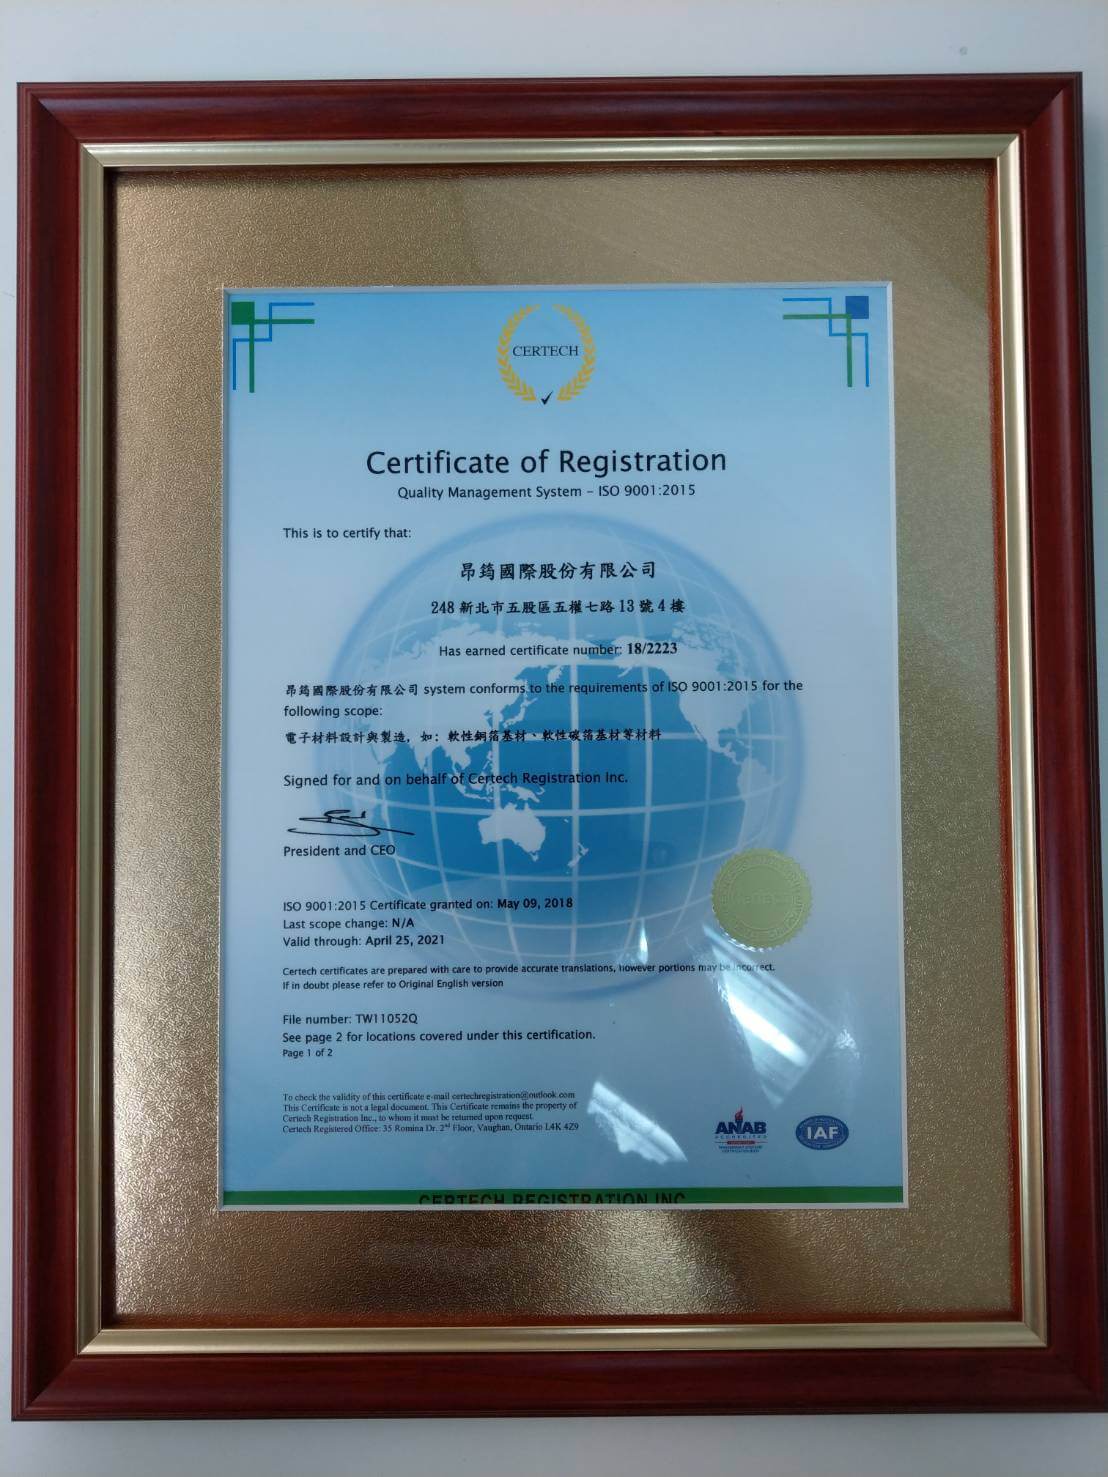 CERTECH
Certificate of Registration
Quality Management System – ISO 9001:2015
This is to certify that:
昂筠國際股份有限公司
248 新北市五股區五權七路 13 號 4 樓
Has earned certificate number: 18/2223
昂筠國際股份有限公司 system conforms to the requirements of ISO 9001:2015 for the
following scope:
電子材料設計與製造，如：軟性銅箔基材、軟性碳箔基材等材料
Signed for and on behalf of Certech Registration Inc.
President and CEO
ISO 9001:2015 Certificate granted on: May 09, 2018
Last scope change: N/A
Valid through: April 25, 2021
Certech certificates are prepared with care to provide accurate translations, however portions may be incorrect.
If in doubt please refer to Original English version
File number: TW11052Q
See page 2 for locations covered under this certification.
Page 1 of 2
To check the validity of this certificate e-mail certechregistration@outlook.com
This Certificate is not a legal document. This Certificate remains the property of
Certech Registration Inc., to whom it must be returned upon request.
Certech Registered Office: 35 Romina Dr. 2nd Floor, Vaughan, Ontario L4K 4Z9
ANAB
ACCREDITED
IAF
CERTECH REGISTRATION INC